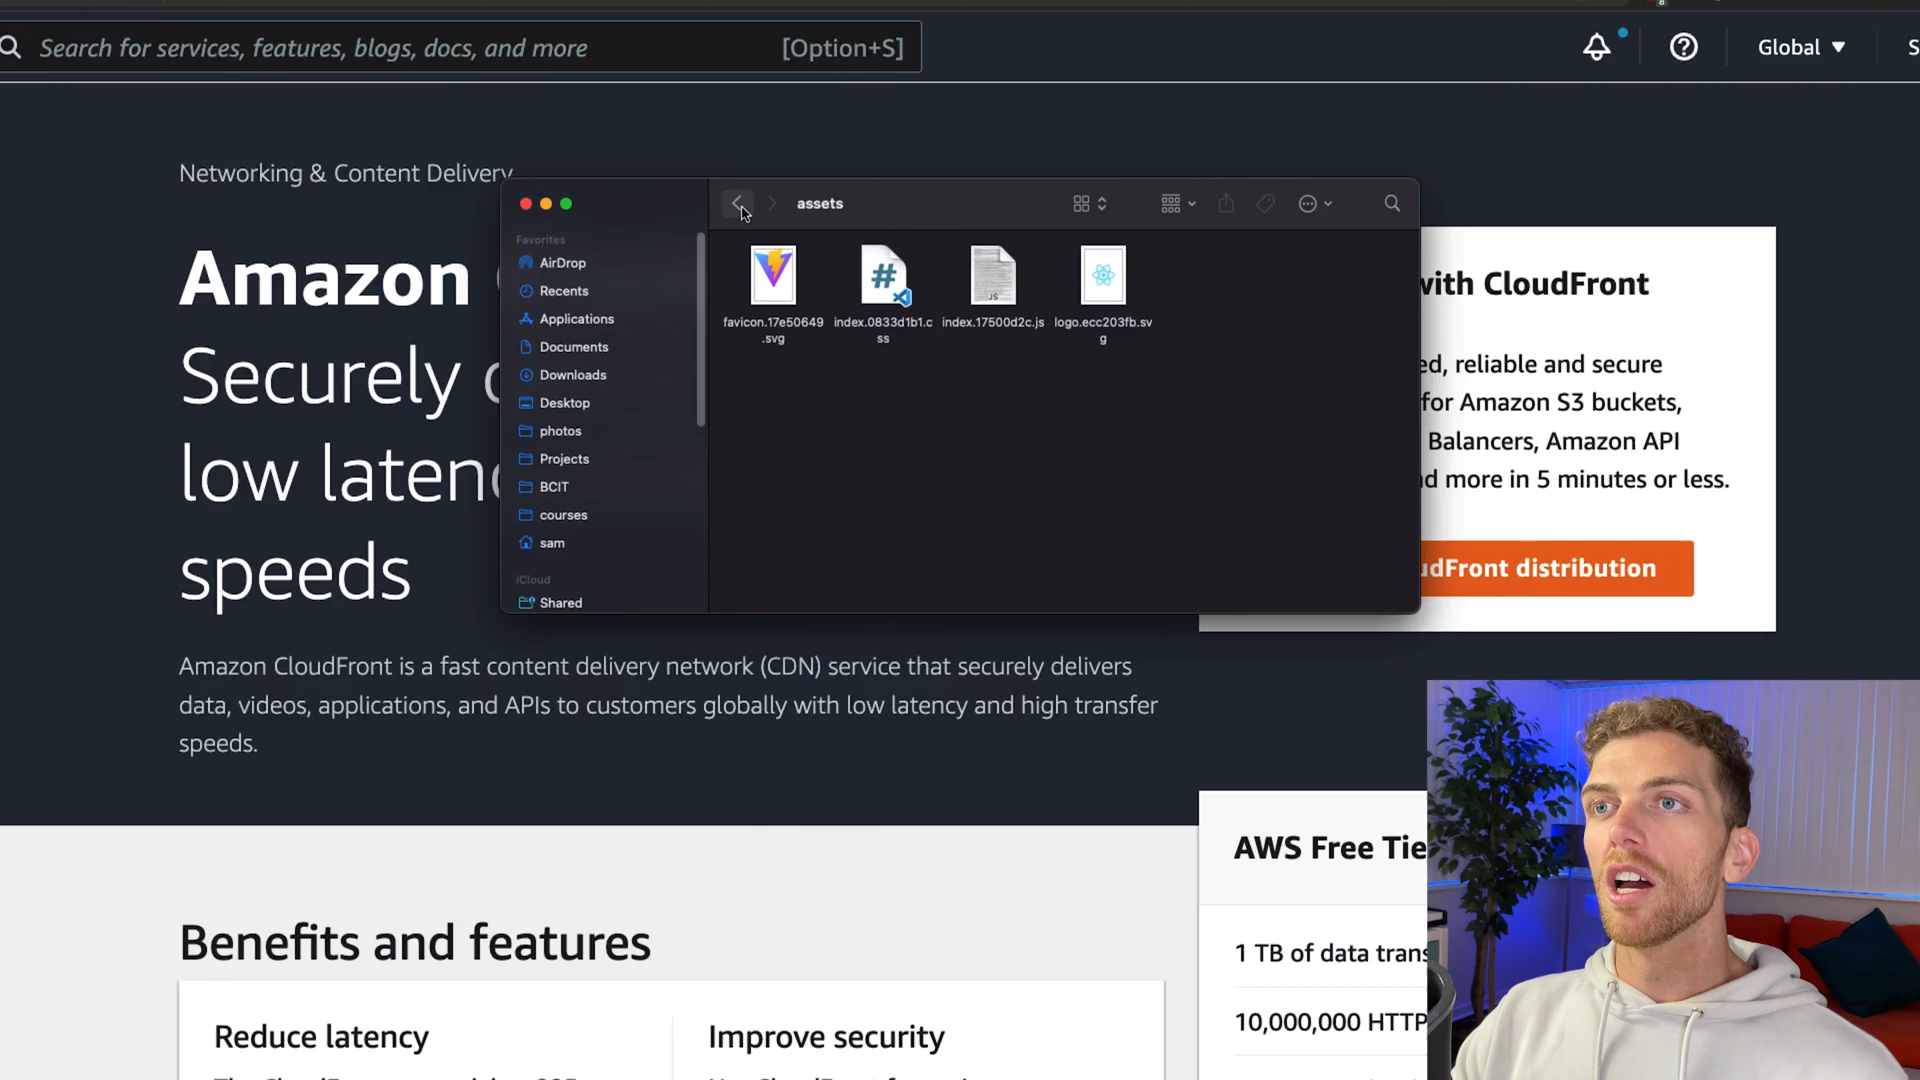 Search for services, features, blogs, docs, and more [Option+S]
Global
Networking & Content Delivery
assets
Favorites
AirDrop
Recents
Applications
Documents
Downloads
Desktop
photos
Projects
BCIT
courses
sam
iCloud
Shared
favicon.17e50649
.svg
index.0833d1b1.c
ss
index.17500d2c.js
logo.ecc203fb.sv
g
JS
Amazon
Securely
low latenc
speeds
Amazon CloudFront is a fast content delivery network (CDN) service that securely delivers
data, videos, applications, and APIs to customers globally with low latency and high transfer
speeds.
with CloudFront
ed, reliable and secure
for Amazon S3 buckets,
Balancers, Amazon API
nd more in 5 minutes or less.
udFront distribution
Benefits and features
Reduce latency
Improve security
AWS Free Tie
1 TB of data trans
10,000,000 HTTP